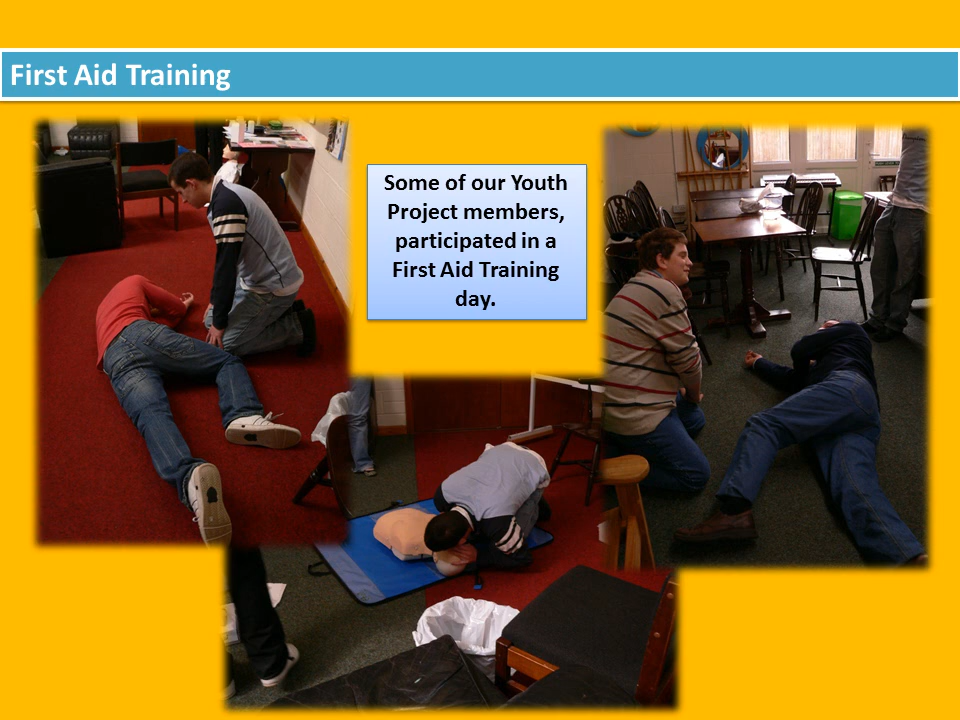 First Aid Training
Some of our Youth
Project members,
participated in a
First Aid Training
day.